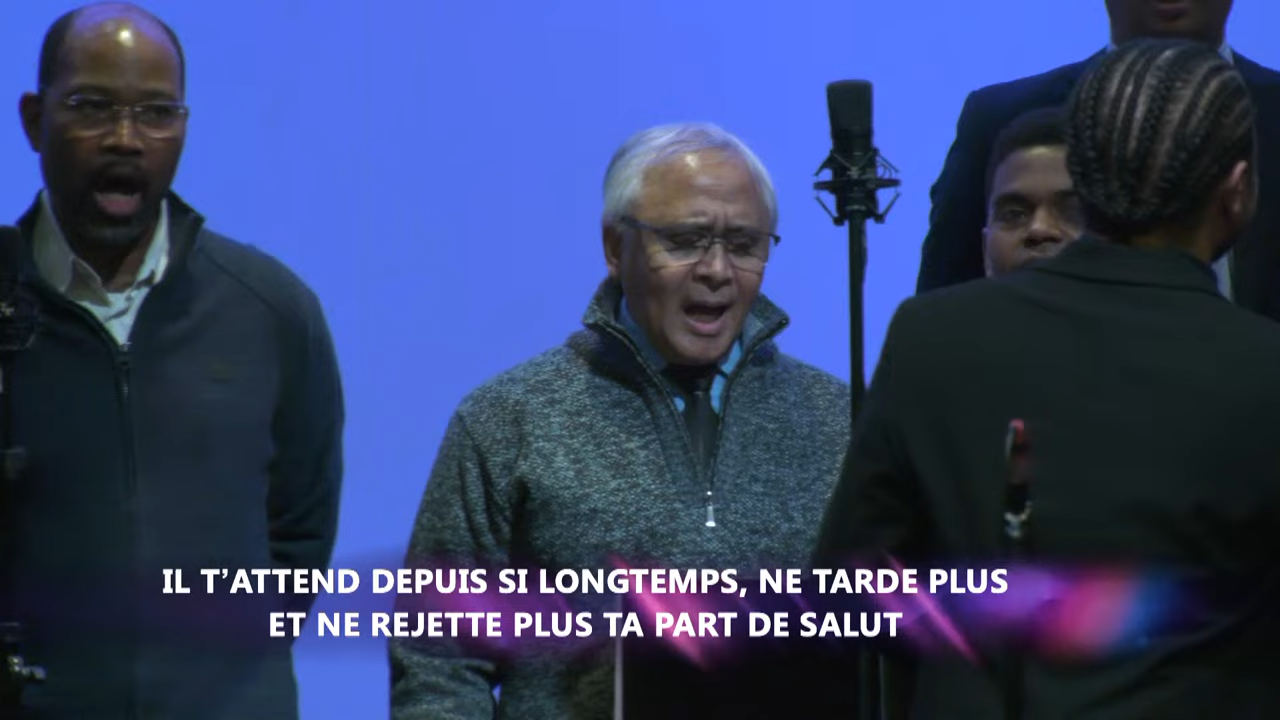 IL T’ATTEND DEPUIS SI LONGTEMPS, NE TARDE PLUS
ET NE REJETTE PLUS TA PART DE SALUT